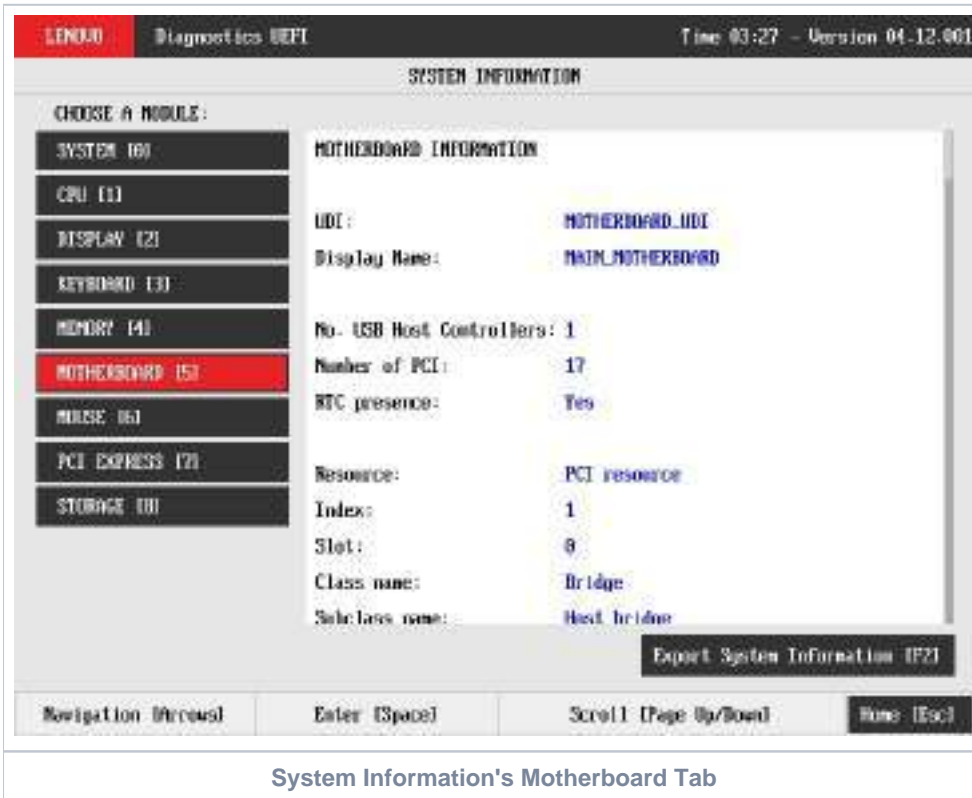 LENOVO Diagnostics UEFI Time 03:27 - Version 04.12.001
SYSTEM INFORMATION
CHOOSE A MODULE:
SYSTEM [0]
CPU [1]
DISPLAY [2]
KEYBOARD [3]
MEMORY [4]
MOTHERBOARD [5]
MOUSE [6]
PCI EXPRESS [7]
STORAGE [8]
MOTHERBOARD INFORMATION
UDI: MOTHERBOARD_UDI
Display Name: MAIN_MOTHERBOARD
No. USB Host Controllers: 1
Number of PCI: 17
RTC presence: Yes
Resource: PCI resource
Index: 1
Slot: 0
Class name: Bridge
Subclass name: Host bridge
Export System Information [F2]
Navigation [Arrows] Enter [Space] Scroll [Page Up/Down] Home [Esc]
System Information's Motherboard Tab